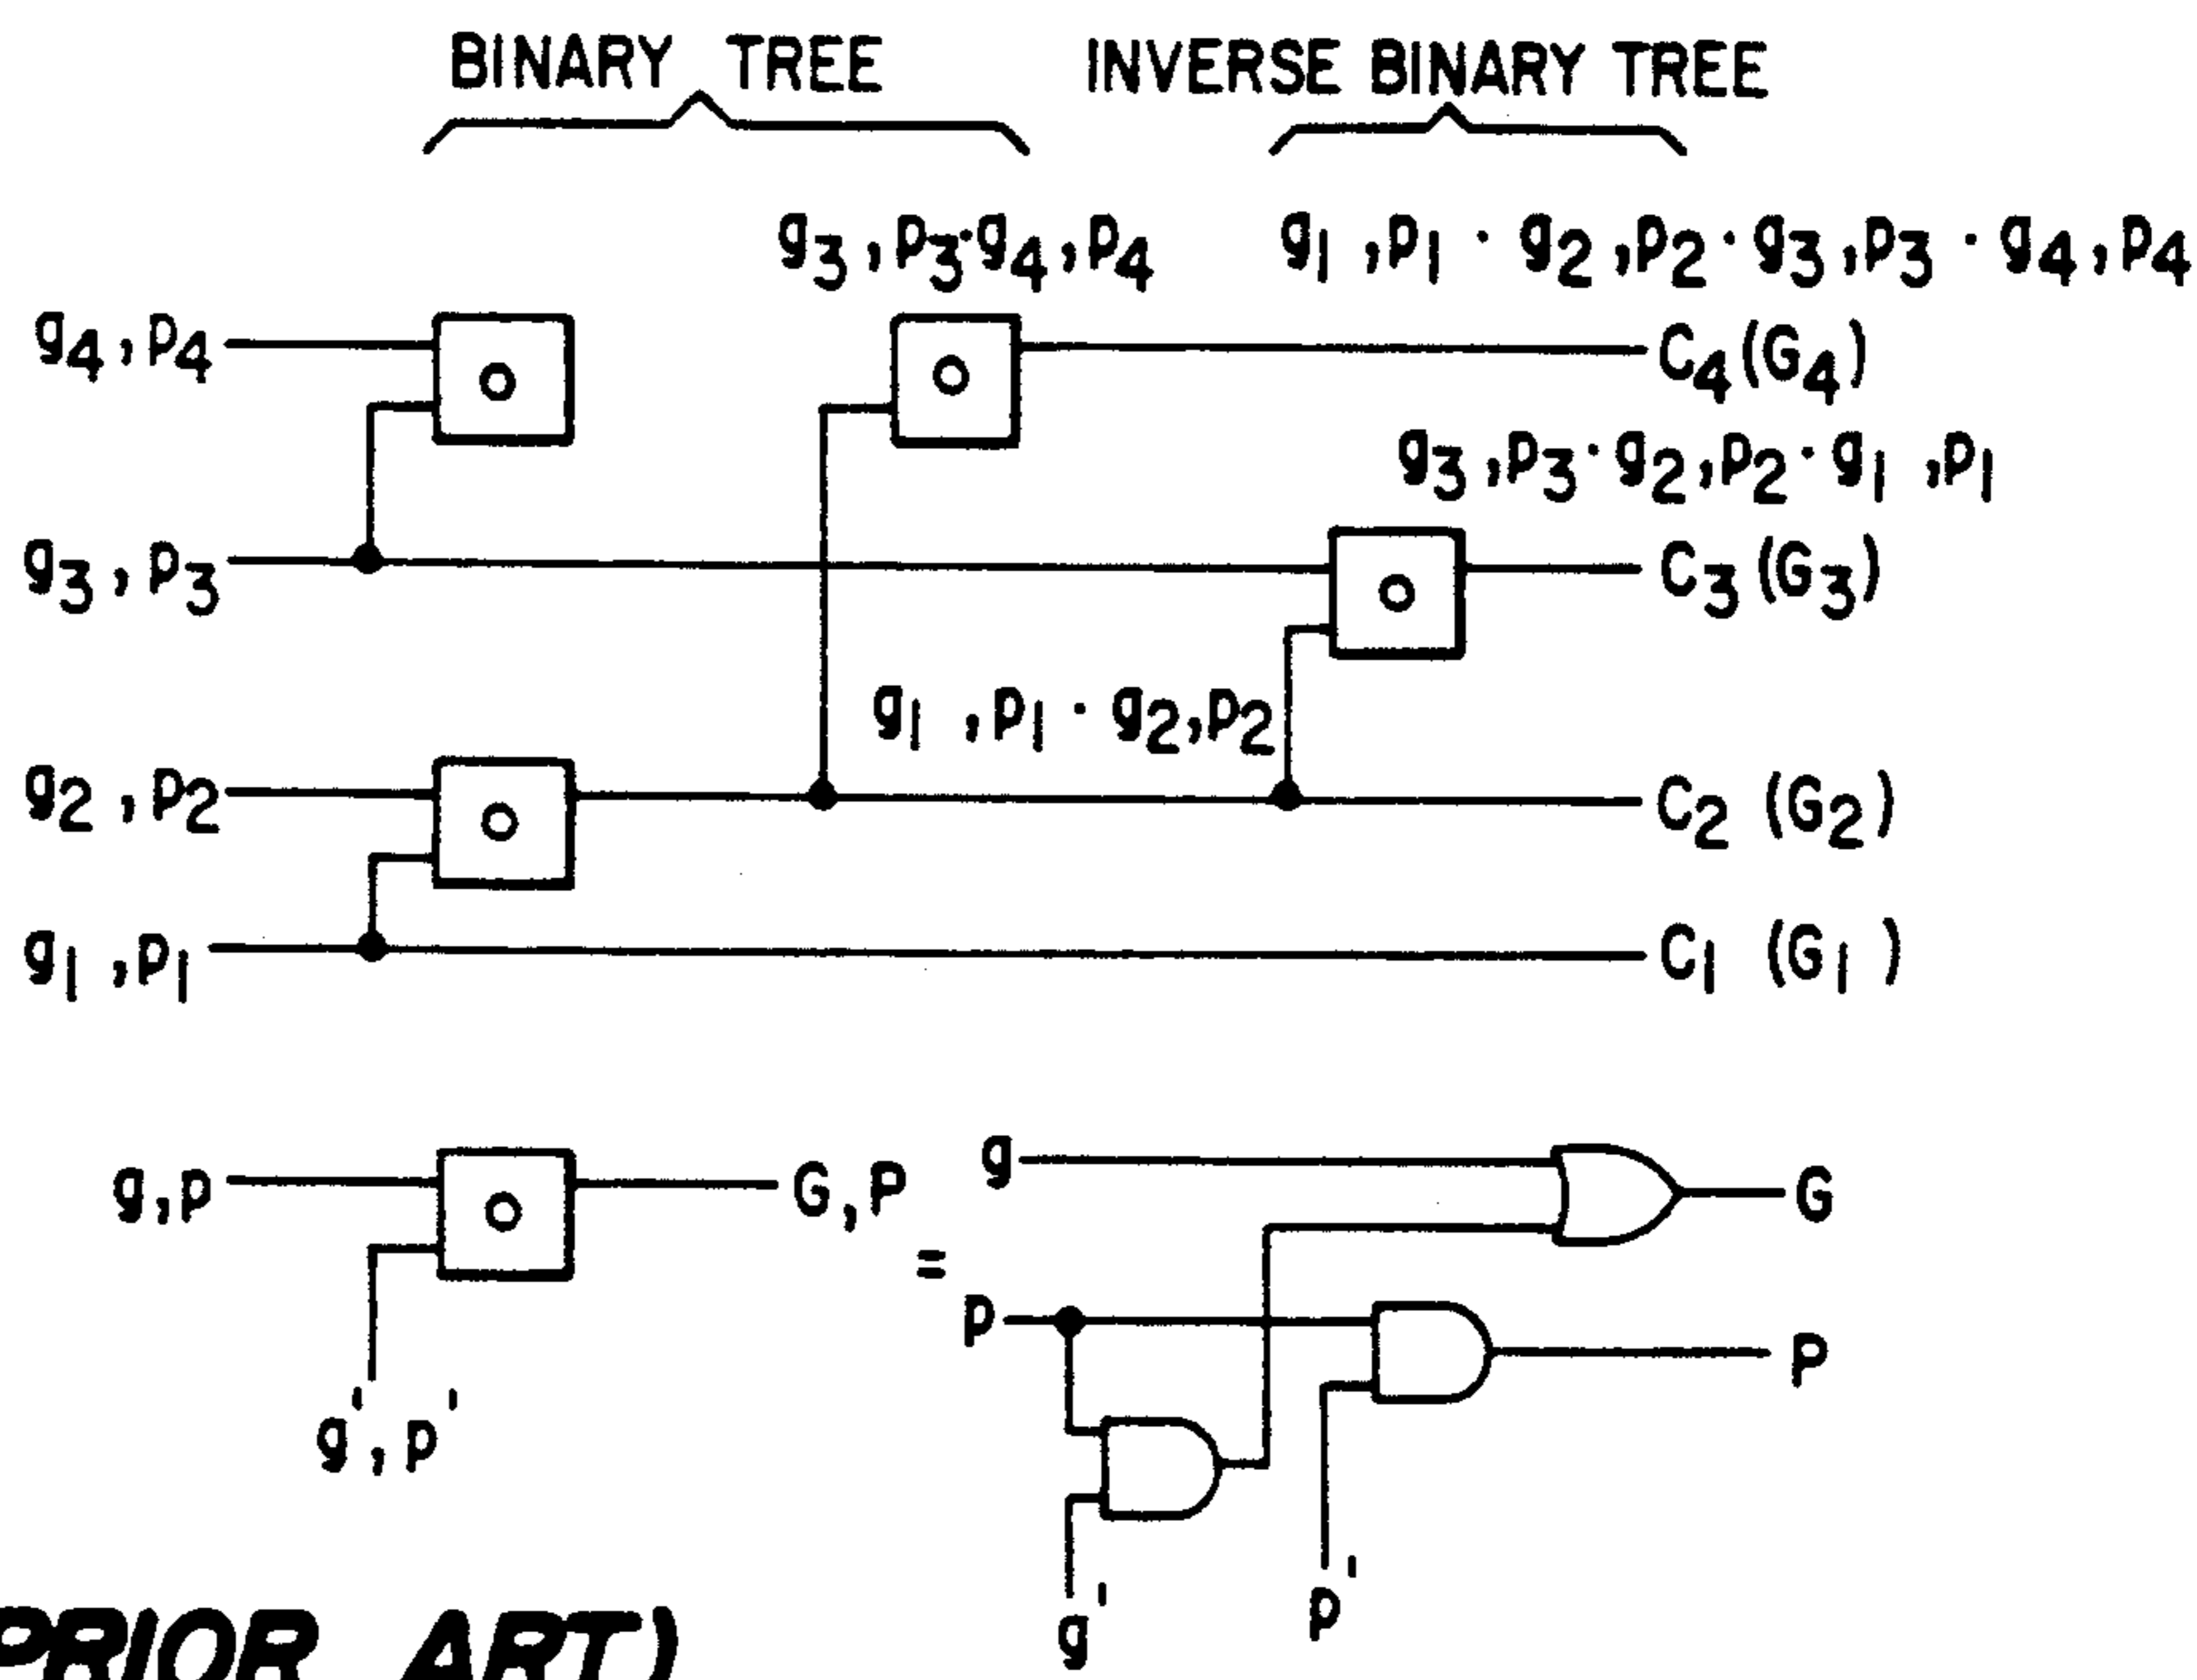 BINARY TREE INVERSE BINARY TREE
g3 ,p3·g4,p4 g1 ,p1 · g2 ,p2·g3,p3 · g4 ,p4
g4 ,p4 C4(G4)
g3 ,p3·g2,p2·g1 ,p1
g3 , p3 C3 (G3)
g1 ,p1 · g2,p2
g2 ,p2 C2 (G2)
g1 ,p1 C1 (G1 )
g,p G,P g G
=
p P
g' , p'
g' p'
PRIOR ART)